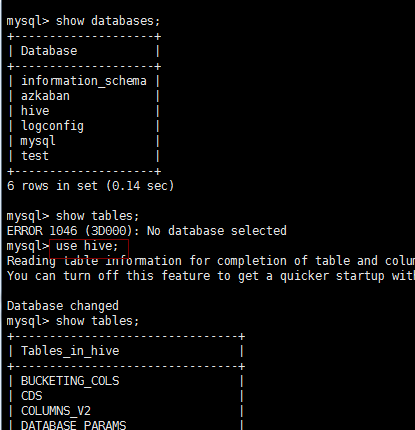 mysql> show databases;
+--------------------+
| Database           |
+--------------------+
| information_schema |
| azkaban            |
| hive               |
| logconfig          |
| mysql              |
| test               |
+--------------------+
6 rows in set (0.14 sec)
mysql> show tables;
ERROR 1046 (3D000): No database selected
mysql> use hive;
Reading table information for completion of table and colu
You can turn off this feature to get a quicker startup wit
Database changed
mysql> show tables;
+---------------------------+
| Tables_in_hive            |
+---------------------------+
| BUCKETING_COLS            |
| CDS                       |
| COLUMNS_V2                |
| DATABASE_PARAMS           |